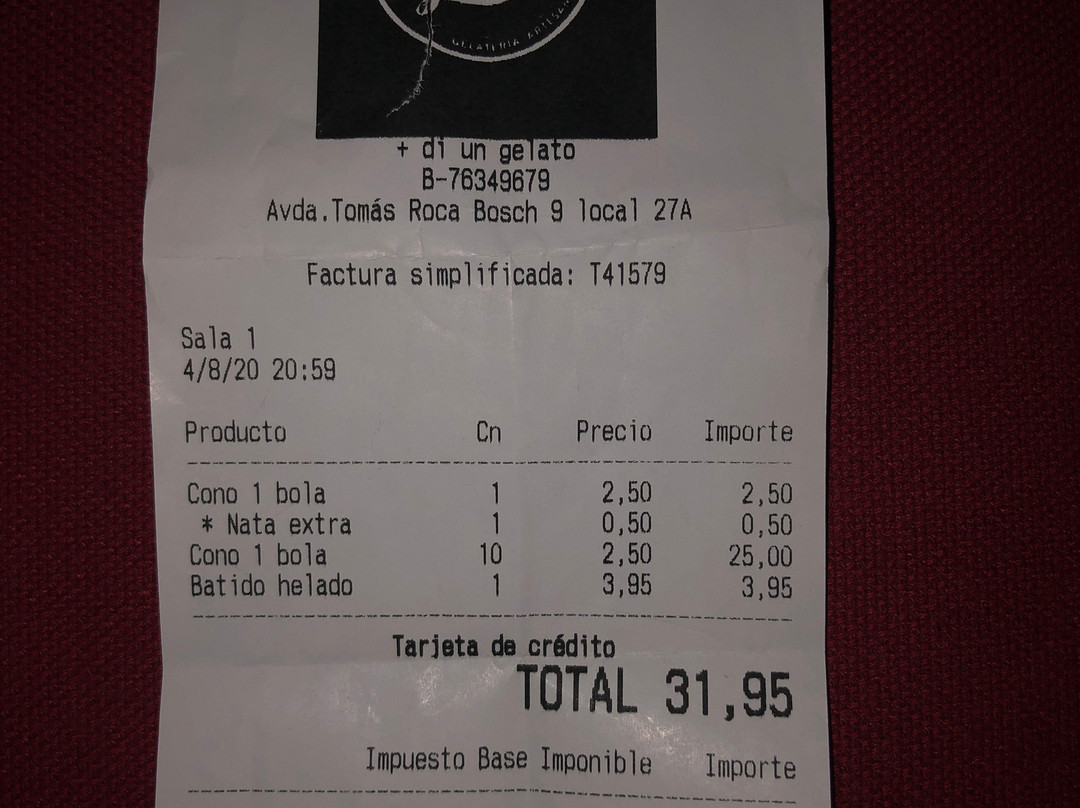 GELATERIA ARTESAN
+ di un gelato
B-76349679
Avda.Tomás Roca Bosch 9 local 27A
Factura simplificada: T41579
Sala 1
4/8/20 20:59
Producto Cn Precio Importe
Cono 1 bola 1 2,50 2,50
* Nata extra 1 0,50 0,50
Cono 1 bola 10 2,50 25,00
Batido helado 1 3,95 3,95
Tarjeta de crédito
TOTAL 31,95
Impuesto Base Imponible Importe